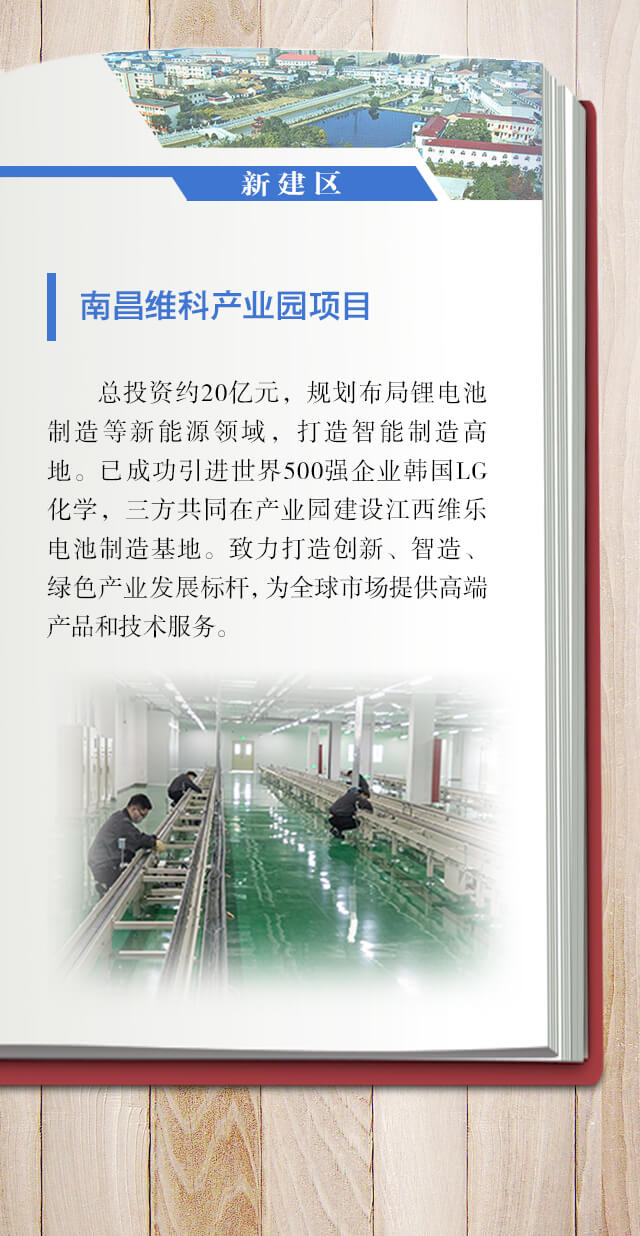 新建区
南昌维科产业园项目
总投资约20亿元，规划布局锂电池
制造等新能源领域，打造智能制造高
地。已成功引进世界500强企业韩国LG
化学，三方共同在产业园建设江西维乐
电池制造基地。致力打造创新、智造、
绿色产业发展标杆，为全球市场提供高端
产品和技术服务。